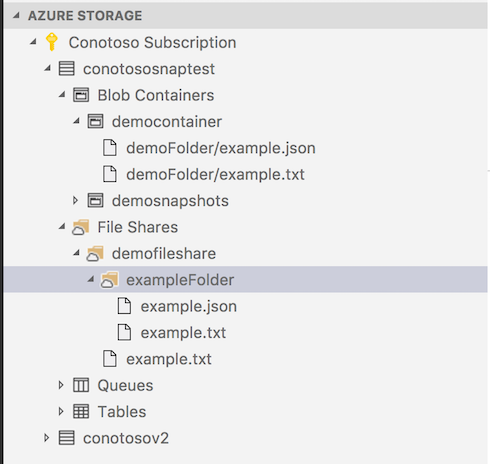 AZURE STORAGE
Conotoso Subscription
conotososnaptest
Blob Containers
democontainer
demoFolder/example.json
demoFolder/example.txt
demosnapshots
File Shares
demofileshare
exampleFolder
example.json
example.txt
example.txt
Queues
Tables
conotosov2